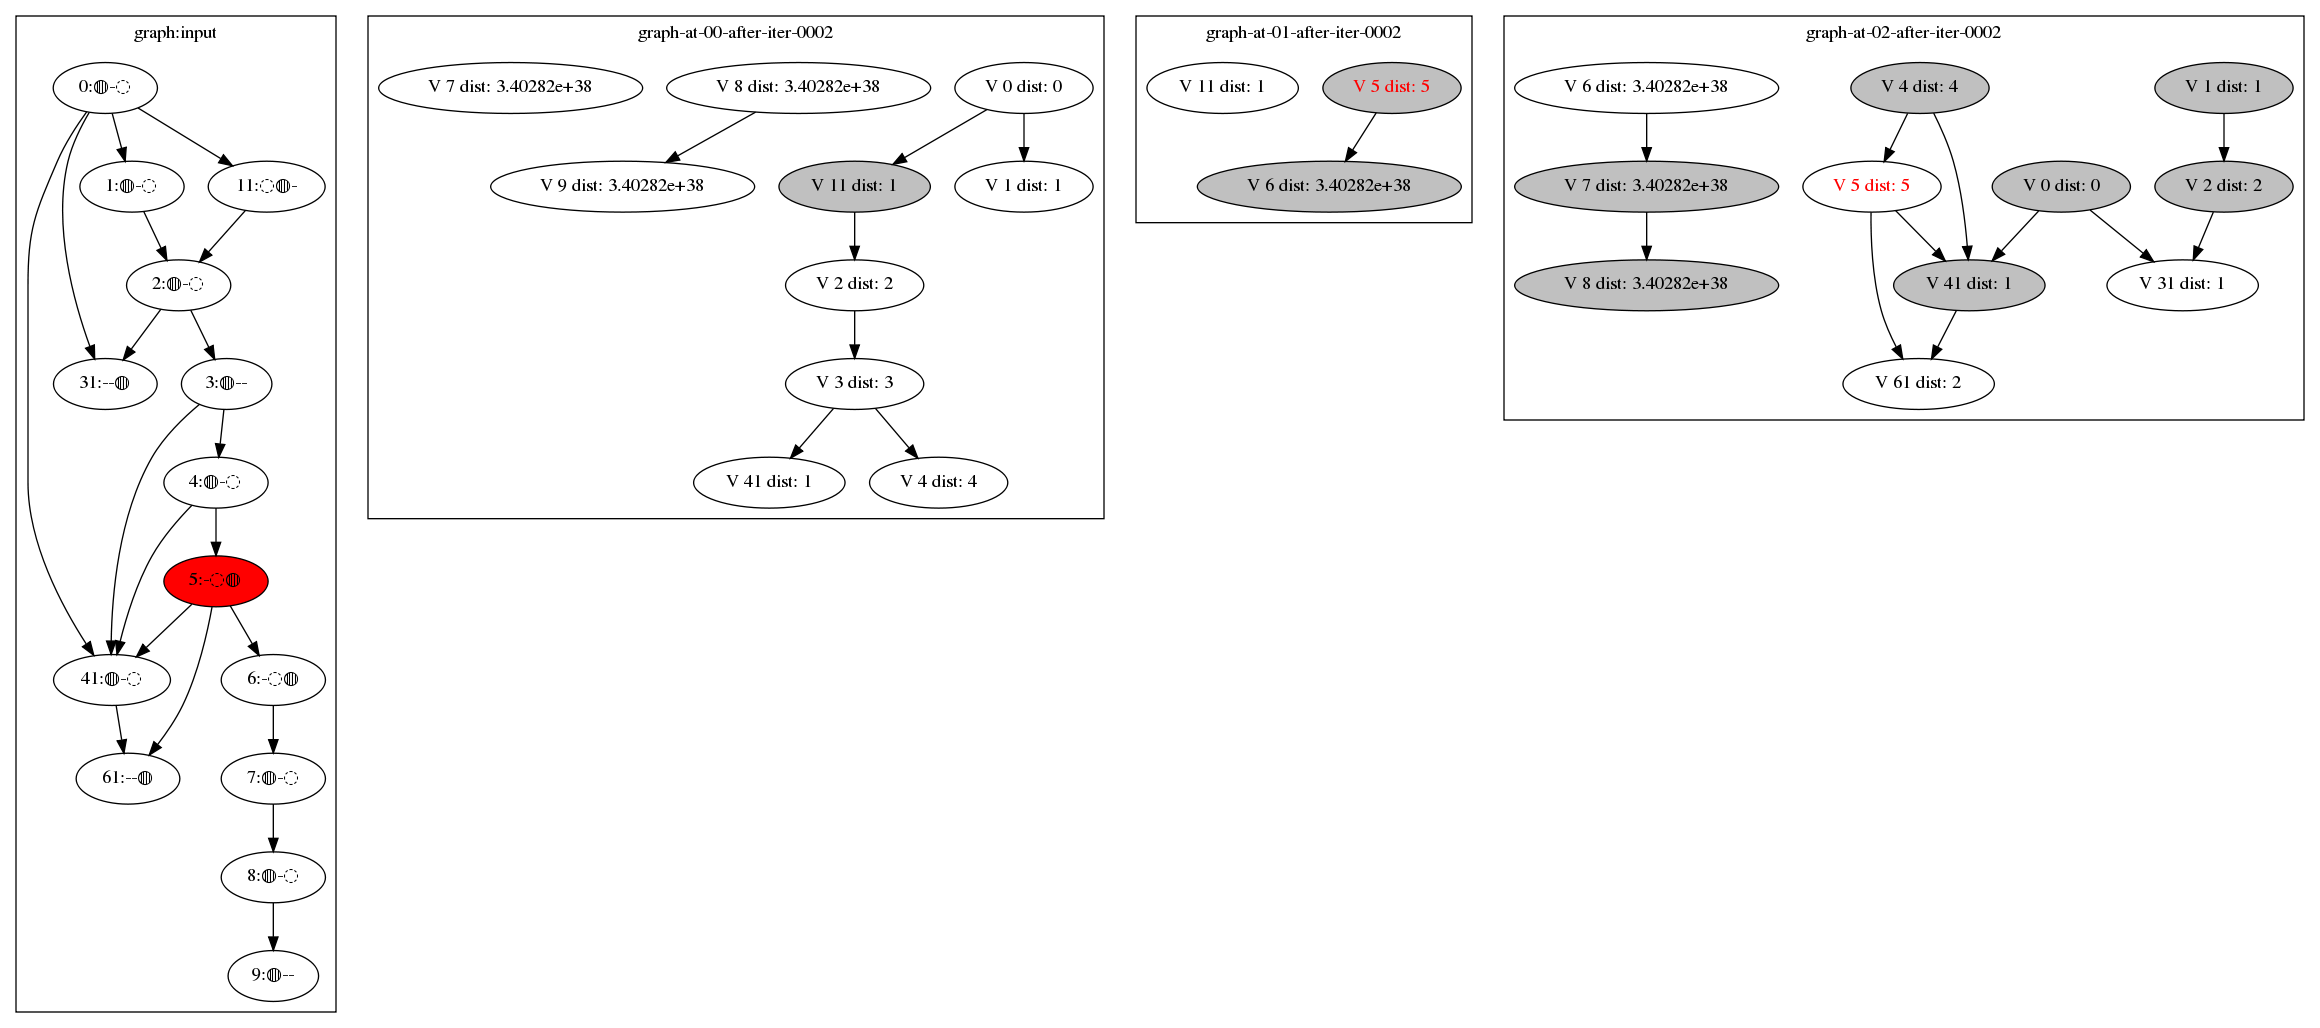 graph:input
0:◍-◌
1:◍-◌
11:◌◍-
2:◍-◌
31:--◍
3:◍--
4:◍-◌
5:-◌◍
41:◍-◌
6:-◌◍
61:--◍
7:◍-◌
8:◍-◌
9:◍--
graph-at-00-after-iter-0002
V 7 dist: 3.40282e+38
V 8 dist: 3.40282e+38
V 0 dist: 0
V 9 dist: 3.40282e+38
V 11 dist: 1
V 1 dist: 1
V 2 dist: 2
V 3 dist: 3
V 41 dist: 1
V 4 dist: 4
graph-at-01-after-iter-0002
V 11 dist: 1
V 5 dist: 5
V 6 dist: 3.40282e+38
graph-at-02-after-iter-0002
V 6 dist: 3.40282e+38
V 4 dist: 4
V 1 dist: 1
V 7 dist: 3.40282e+38
V 5 dist: 5
V 0 dist: 0
V 2 dist: 2
V 8 dist: 3.40282e+38
V 41 dist: 1
V 31 dist: 1
V 61 dist: 2